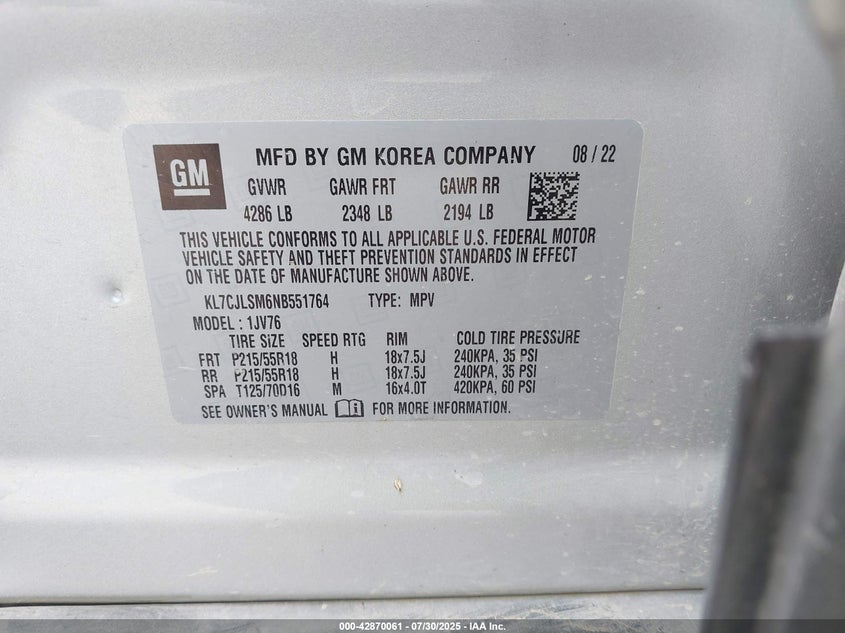 GM
MFD BY GM KOREA COMPANY 08 / 22
GVWR GAWR FRT GAWR RR
4286 LB 2348 LB 2194 LB
THIS VEHICLE CONFORMS TO ALL APPLICABLE U.S. FEDERAL MOTOR
VEHICLE SAFETY AND THEFT PREVENTION STANDARDS IN EFFECT
ON THE DATE OF MANUFACTURE SHOWN ABOVE.
KL7CJLSM6NB551764 TYPE: MPV
MODEL : 1JV76
TIRE SIZE SPEED RTG RIM COLD TIRE PRESSURE
FRT P215/55R18 H 18x7.5J 240KPA, 35 PSI
RR P215/55R18 H 18x7.5J 240KPA, 35 PSI
SPA T125/70D16 M 16x4.0T 420KPA, 60 PSI
SEE OWNER'S MANUAL FOR MORE INFORMATION.
000-42870061 - 07/30/2025 - IAA Inc.